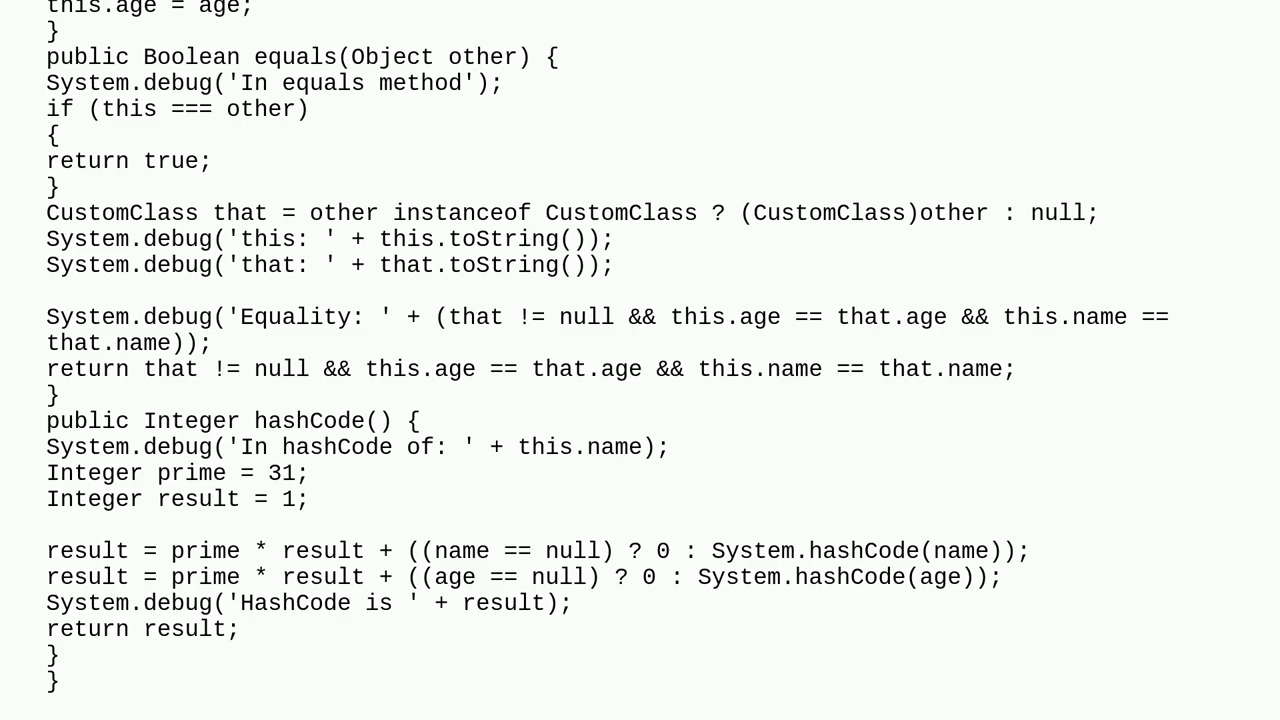 this.age = age;
}
public Boolean equals(Object other) {
System.debug('In equals method');
if (this === other)
{
return true;
}
CustomClass that = other instanceof CustomClass ? (CustomClass)other : null;
System.debug('this: ' + this.toString());
System.debug('that: ' + that.toString());
System.debug('Equality: ' + (that != null && this.age == that.age && this.name ==
that.name));
return that != null && this.age == that.age && this.name == that.name;
}
public Integer hashCode() {
System.debug('In hashCode of: ' + this.name);
Integer prime = 31;
Integer result = 1;
result = prime * result + ((name == null) ? 0 : System.hashCode(name));
result = prime * result + ((age == null) ? 0 : System.hashCode(age));
System.debug('HashCode is ' + result);
return result;
}
}